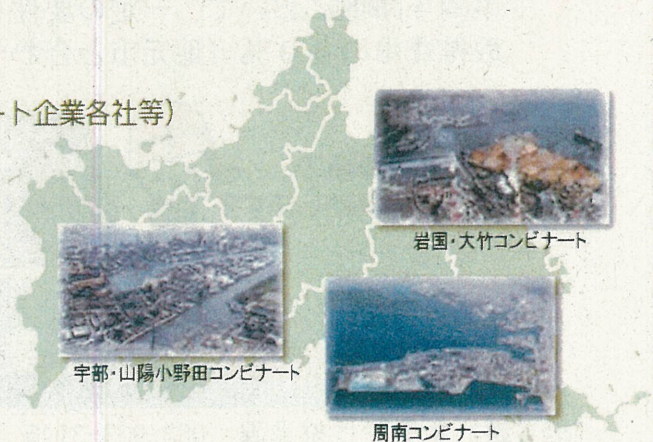 ート企業各社等)
岩国・大竹コンビナート
宇部・山陽小野田コンビナート
周南コンビナート